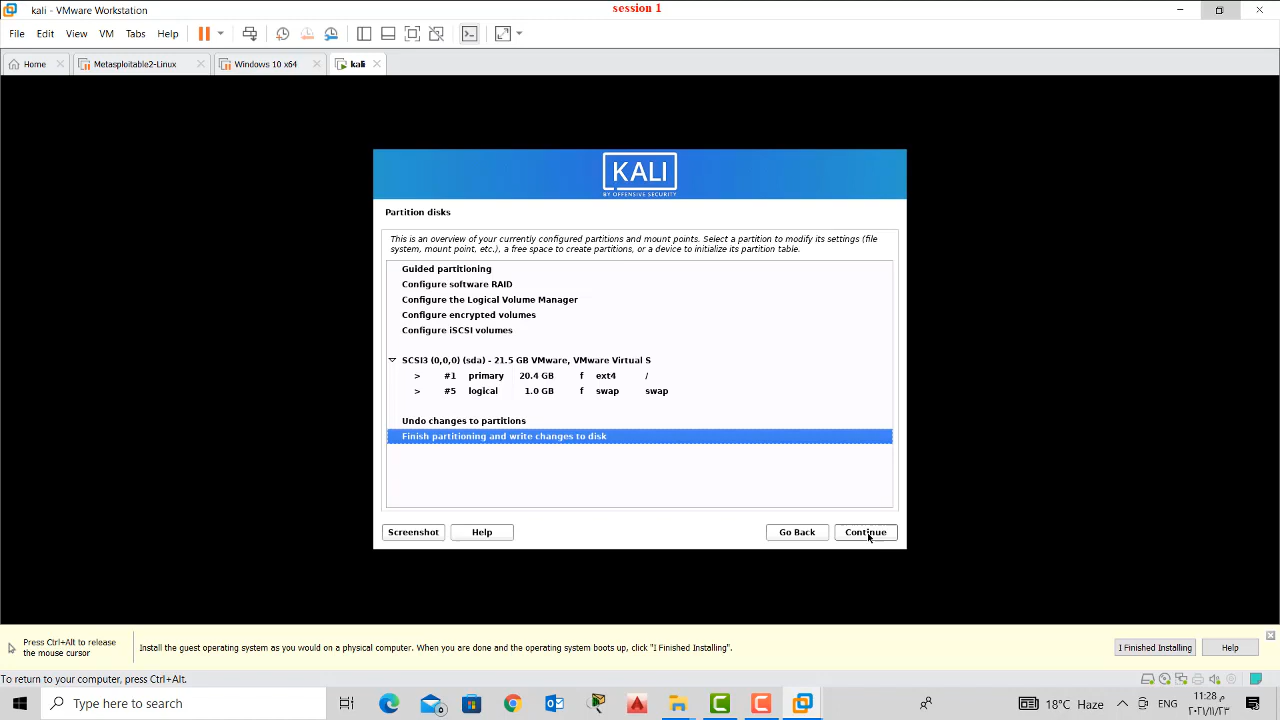 session 1
kali - VMware Workstation
File Edit View VM Tabs Help
Home Metasploitable2-Linux Windows 10 x64 kali
KALI
BY OFFENSIVE SECURITY
Partition disks
This is an overview of your currently configured partitions and mount points. Select a partition to modify its settings (file
system, mount point, etc.), a free space to create partitions, or a device to initialize its partition table.
Guided partitioning
Configure software RAID
Configure the Logical Volume Manager
Configure encrypted volumes
Configure iSCSI volumes
SCSI3 (0,0,0) (sda) - 21.5 GB VMware, VMware Virtual S
> #1 primary 20.4 GB f ext4 /
> #5 logical 1.0 GB f swap swap
Undo changes to partitions
Finish partitioning and write changes to disk
Screenshot Help Go Back Continue
Press Ctrl+Alt to release
the mouse cursor
Install the guest operating system as you would on a physical computer. When you are done and the operating system boots up, click "I Finished Installing".
I Finished Installing Help
To return to your computer, press Ctrl+Alt.
Type here to search
18°C Haze
ENG
11:28